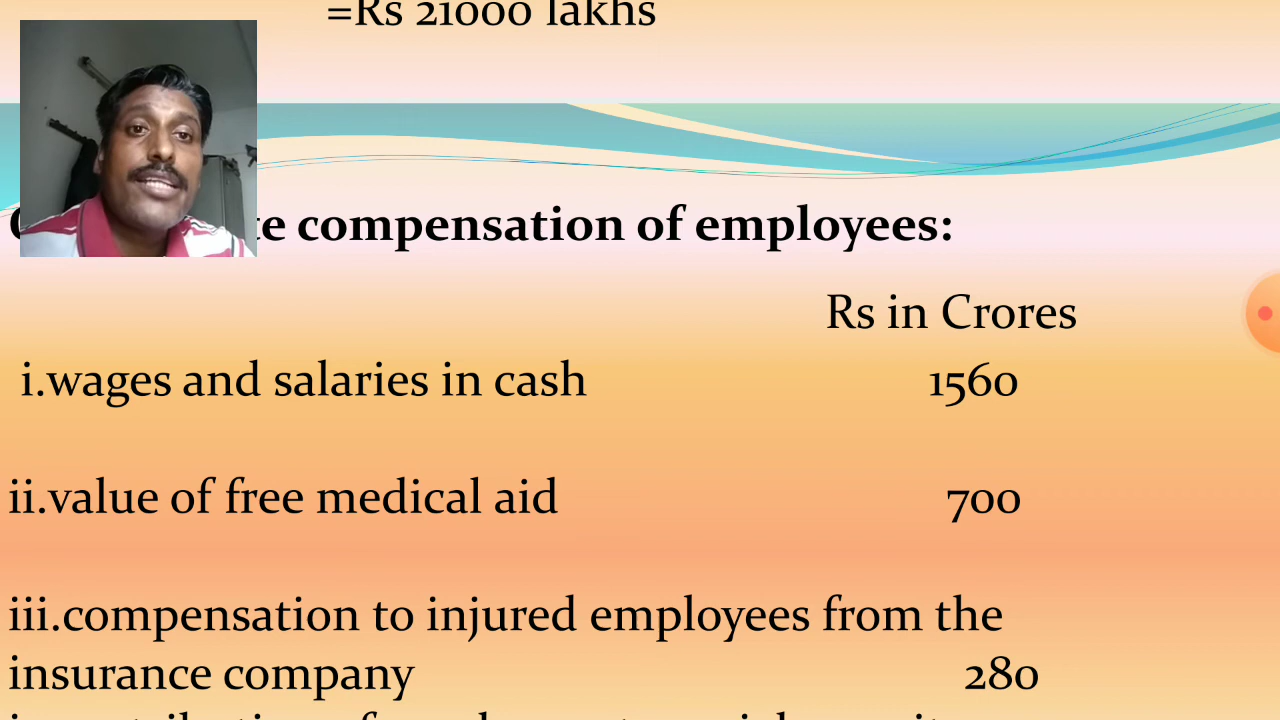 =Rs 21000 lakhs
compensation of employees:
Rs in Crores
i.wages and salaries in cash 1560
ii.value of free medical aid 700
iii.compensation to injured employees from the
insurance company 280